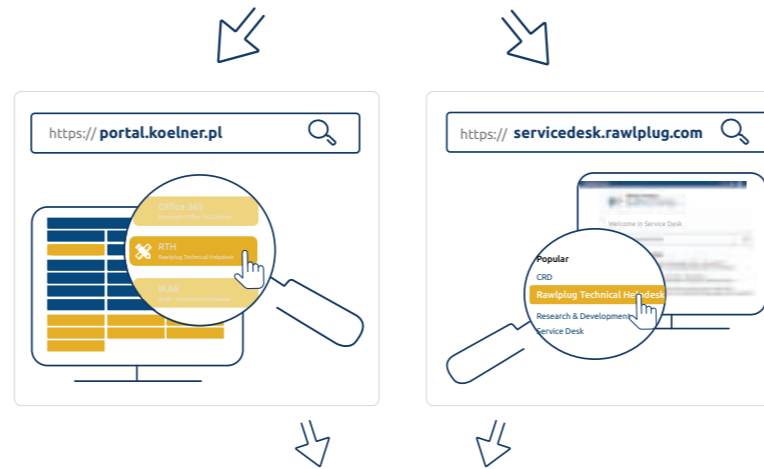 https:// portal.koelner.pl
Office 365
RTH
Rawlplug Technical Helpdesk
https:// servicedesk.rawlplug.com
Welcome in Service Desk
Popular
CRD
Rawlplug Technical Helpdesk
Research & Development
Service Desk